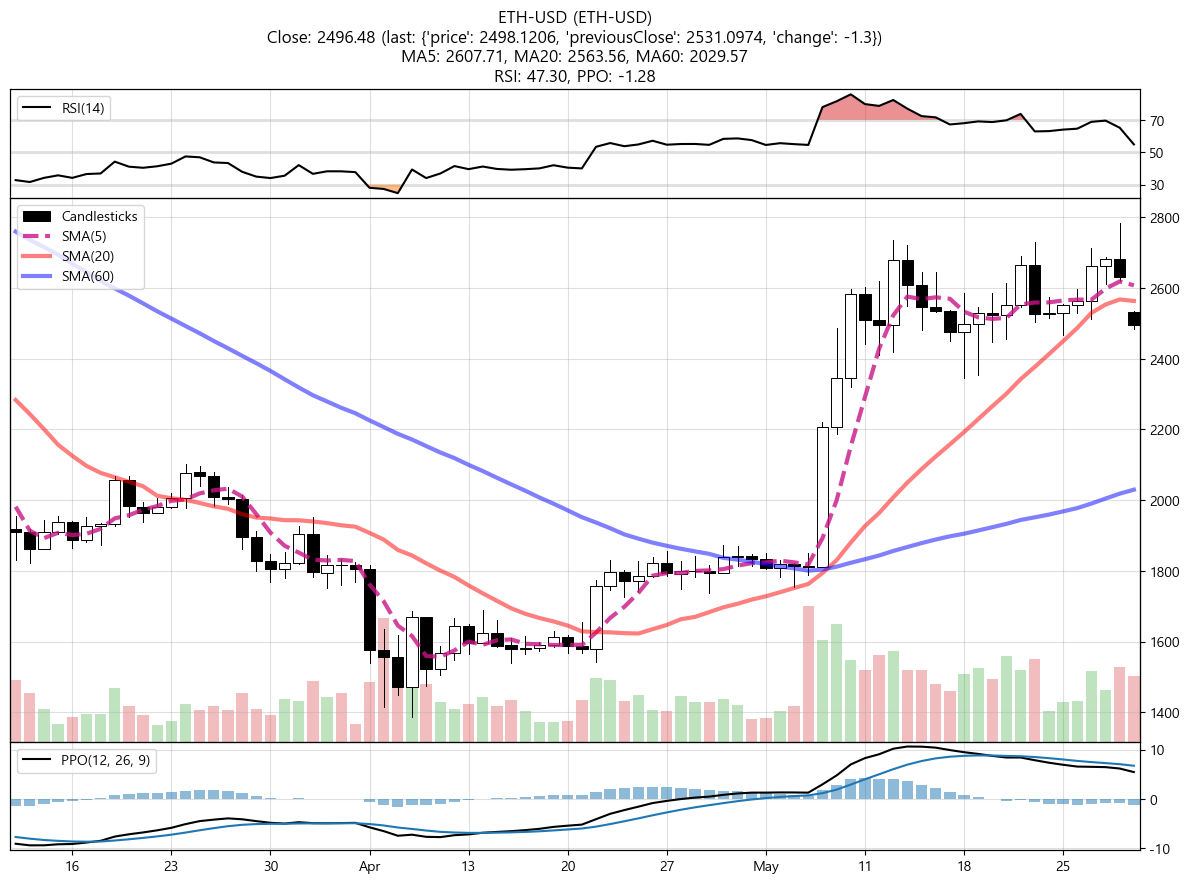 ETH-USD (ETH-USD)
Close: 2496.48 (last: {'price': 2498.1206, 'previousClose': 2531.0974, 'change': -1.3})
MA5: 2607.71, MA20: 2563.56, MA60: 2029.57
RSI: 47.30, PPO: -1.28
RSI(14)
70
50
30
Candlesticks
SMA(5)
SMA(20)
SMA(60)
2800
2600
2400
2200
2000
1800
1600
1400
PPO(12, 26, 9)
10
0
-10
16 23 30 Apr 13 20 27 May 11 18 25